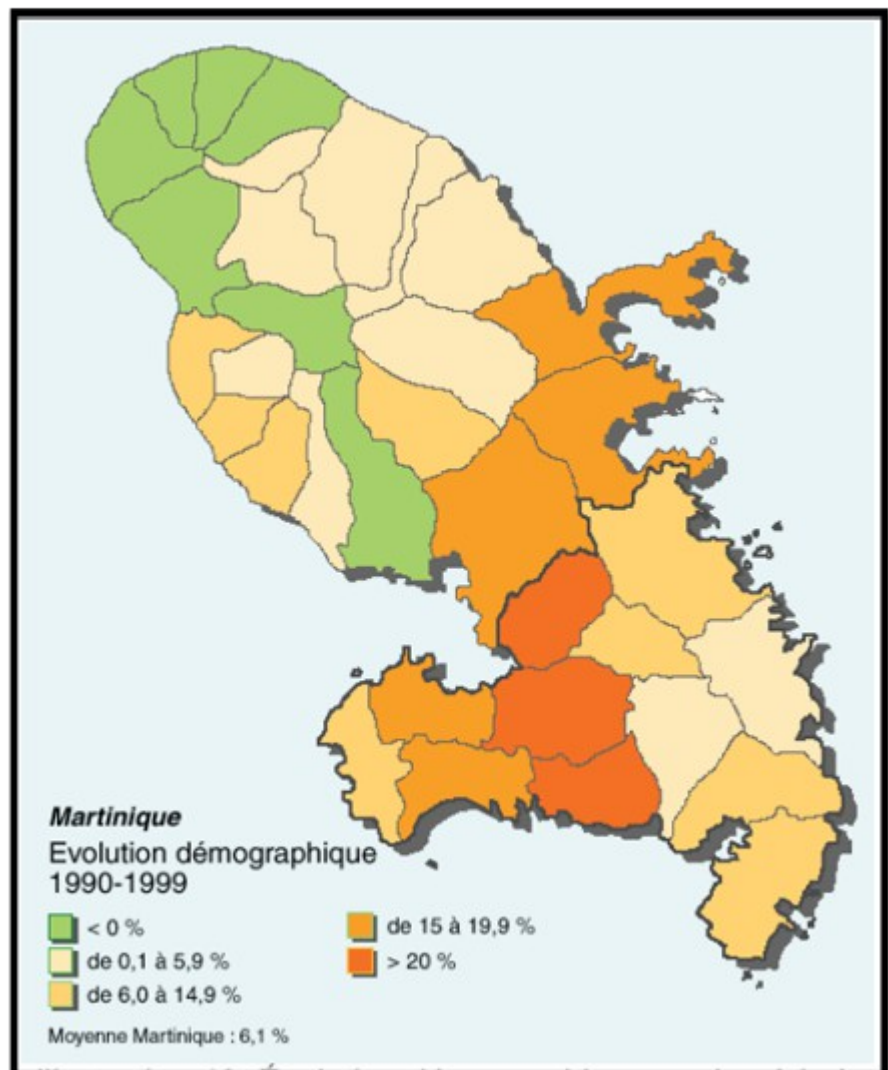 Martinique
Evolution démographique
1990-1999
< 0 %
de 0,1 à 5,9 %
de 6,0 à 14,9 %
de 15 à 19,9 %
> 20 %
Moyenne Martinique : 6,1 %